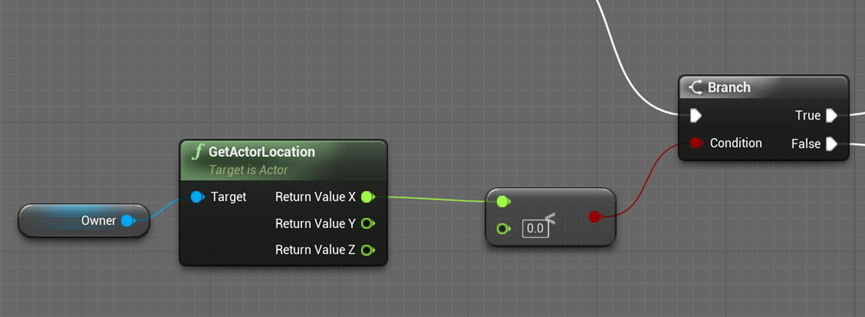 Branch
True
Condition
False
f GetActorLocation
Target is Actor
Target
Return Value X
Return Value Y
Return Value Z
Owner
<
0.0